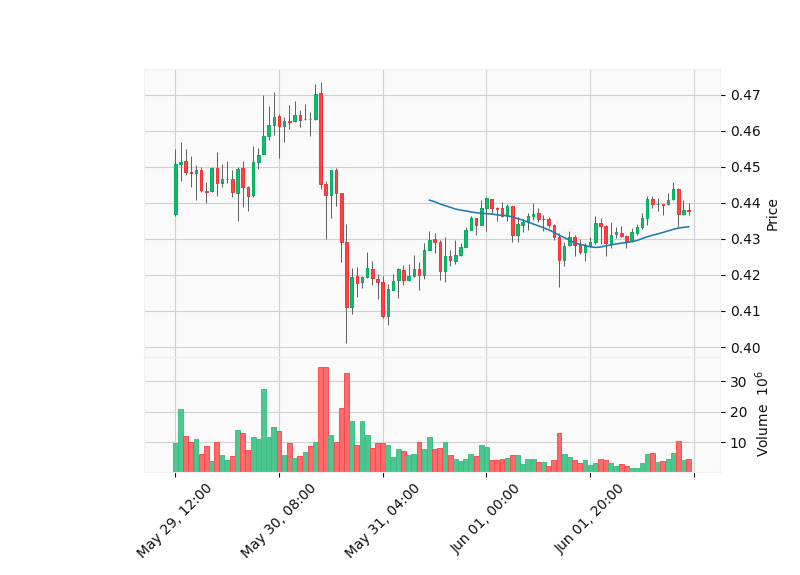 0.47
0.46
0.45
0.44
0.43
0.42
0.41
0.40
Price
30
20
10
Volume 10^6
May 29, 12:00
May 30, 08:00
May 31, 04:00
Jun 01, 00:00
Jun 01, 20:00